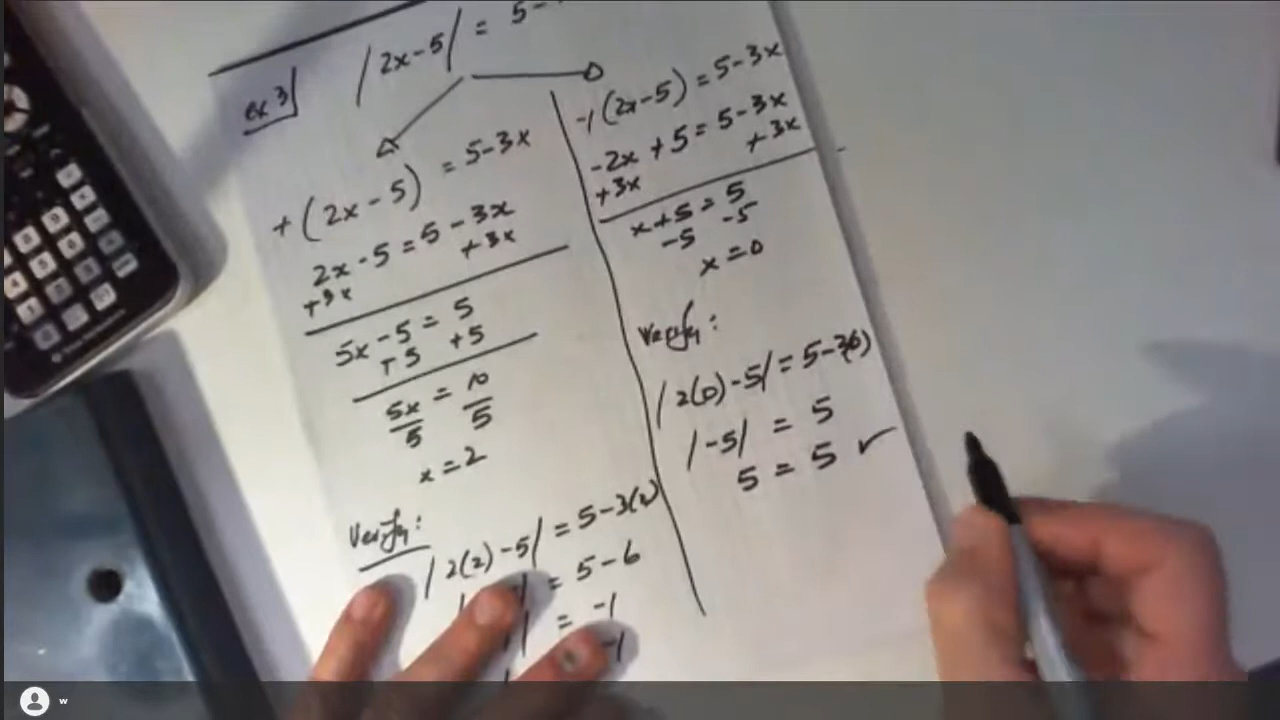 ex 3] |2x-5| = 5-
+(2x-5) = 5-3x
2x-5=5-3x
+3x +3x
5x-5=5
+5 +5
5x/5 = 10/5
x=2
Verify:
|2(2)-5| = 5-3(2)
= 5-6
= -1
-1
-1(2x-5)=5-3x
-2x+5=5-3x
+3x +3x
x+5=5
-5 -5
x=0
Verify:
|2(0)-5|=5-3(0)
|-5| = 5
5 = 5 ✓
w